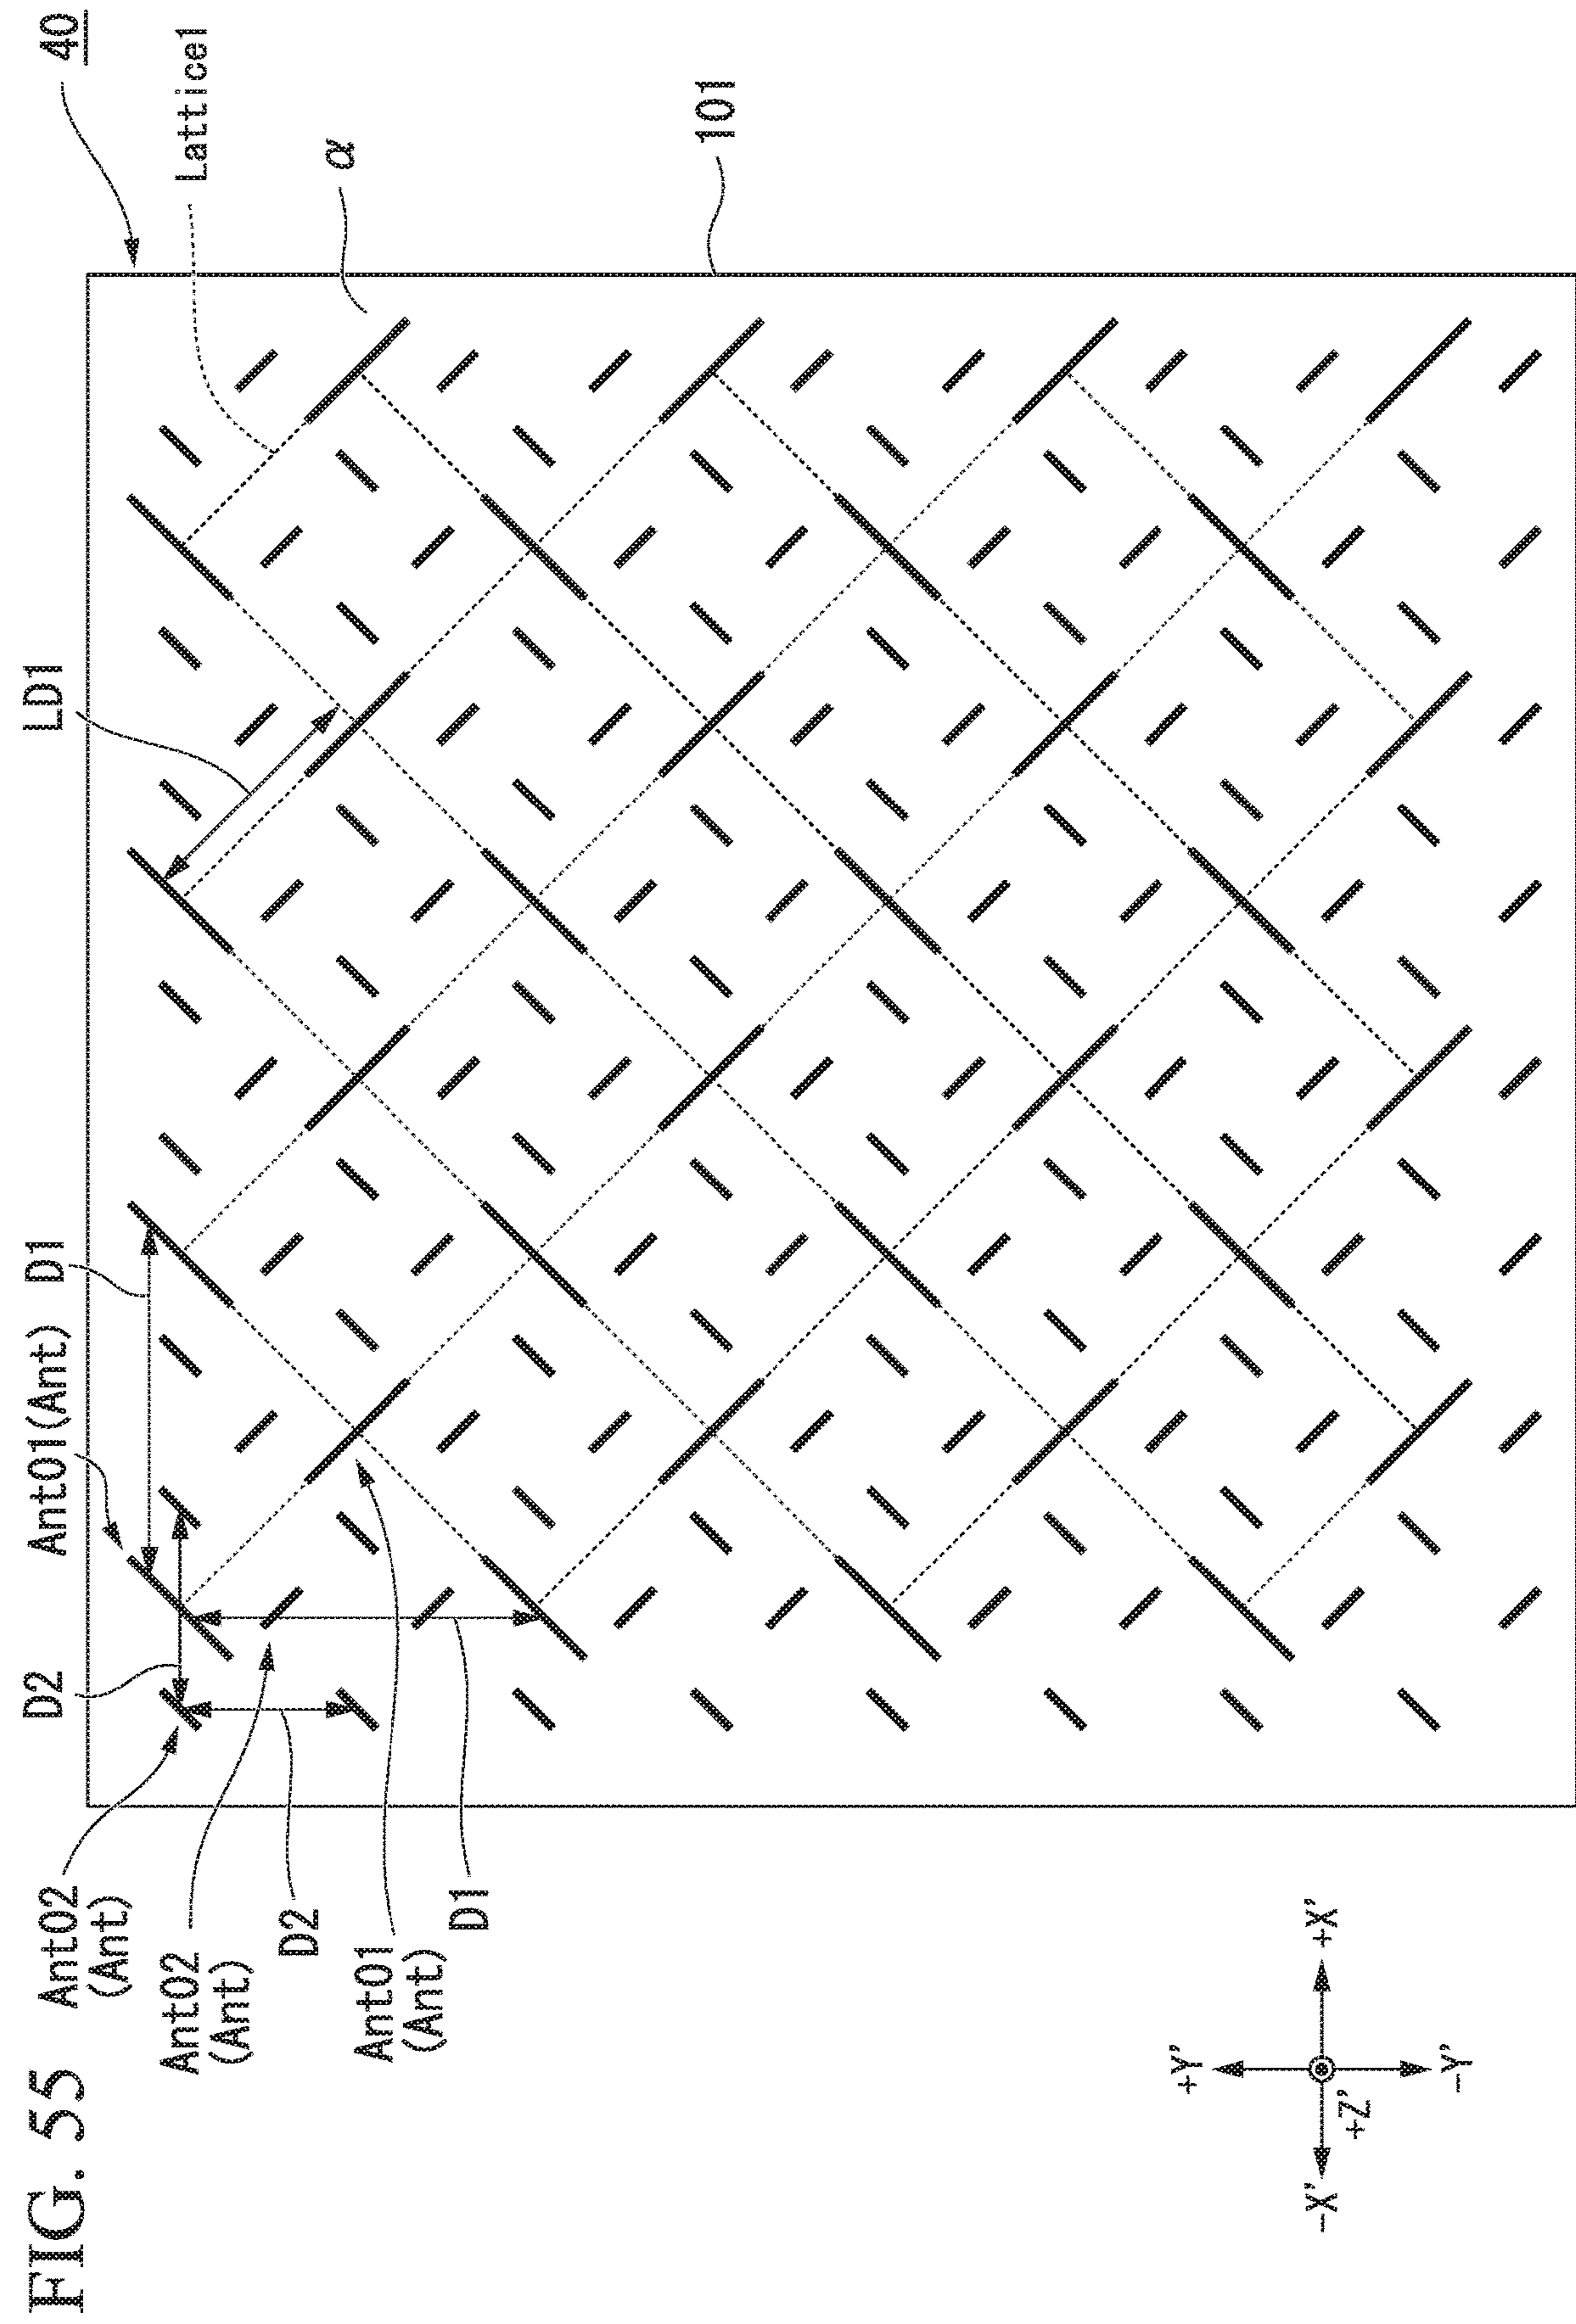 FIG. 55
40
Lattice1
α
101
LD1
D1
Ant01(Ant)
D2
Ant02
(Ant)
Ant02
(Ant)
D2
Ant01
(Ant)
D1
+Y'
-X'
+X'
+Z'
-Y'